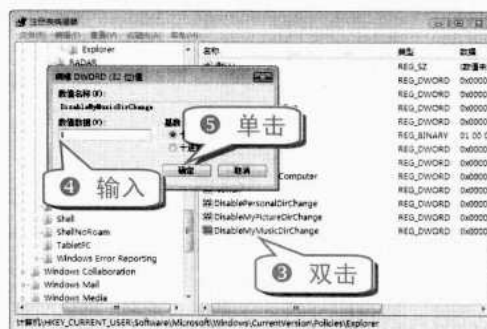 注册表编辑器
Explorer
RADAR
名称
类型
数据
REG_SZ
REG_DWORD
REG_DWORD
REG_DWORD
REG_DWORD
REG_BINARY
REG_DWORD
REG_DWORD
REG_DWORD
REG_DWORD
REG_DWORD
编辑 DWORD (32 位)值
数值名称(N):
DisableMyMusicDirChange
数值数据(V):
基数
1
❺ 单击
确定
取消
❹ 输入
Computer
DisablePersonalDirChange
DisableMyPictureDirChange
DisableMyMusicDirChange
Shell
ShellNoRoam
TabletPC
Windows Error Reporting
Windows Collaboration
Windows Mail
Windows Media
❸ 双击
计算机\HKEY_CURRENT_USER\Software\Microsoft\Windows\CurrentVersion\Policies\Explorer